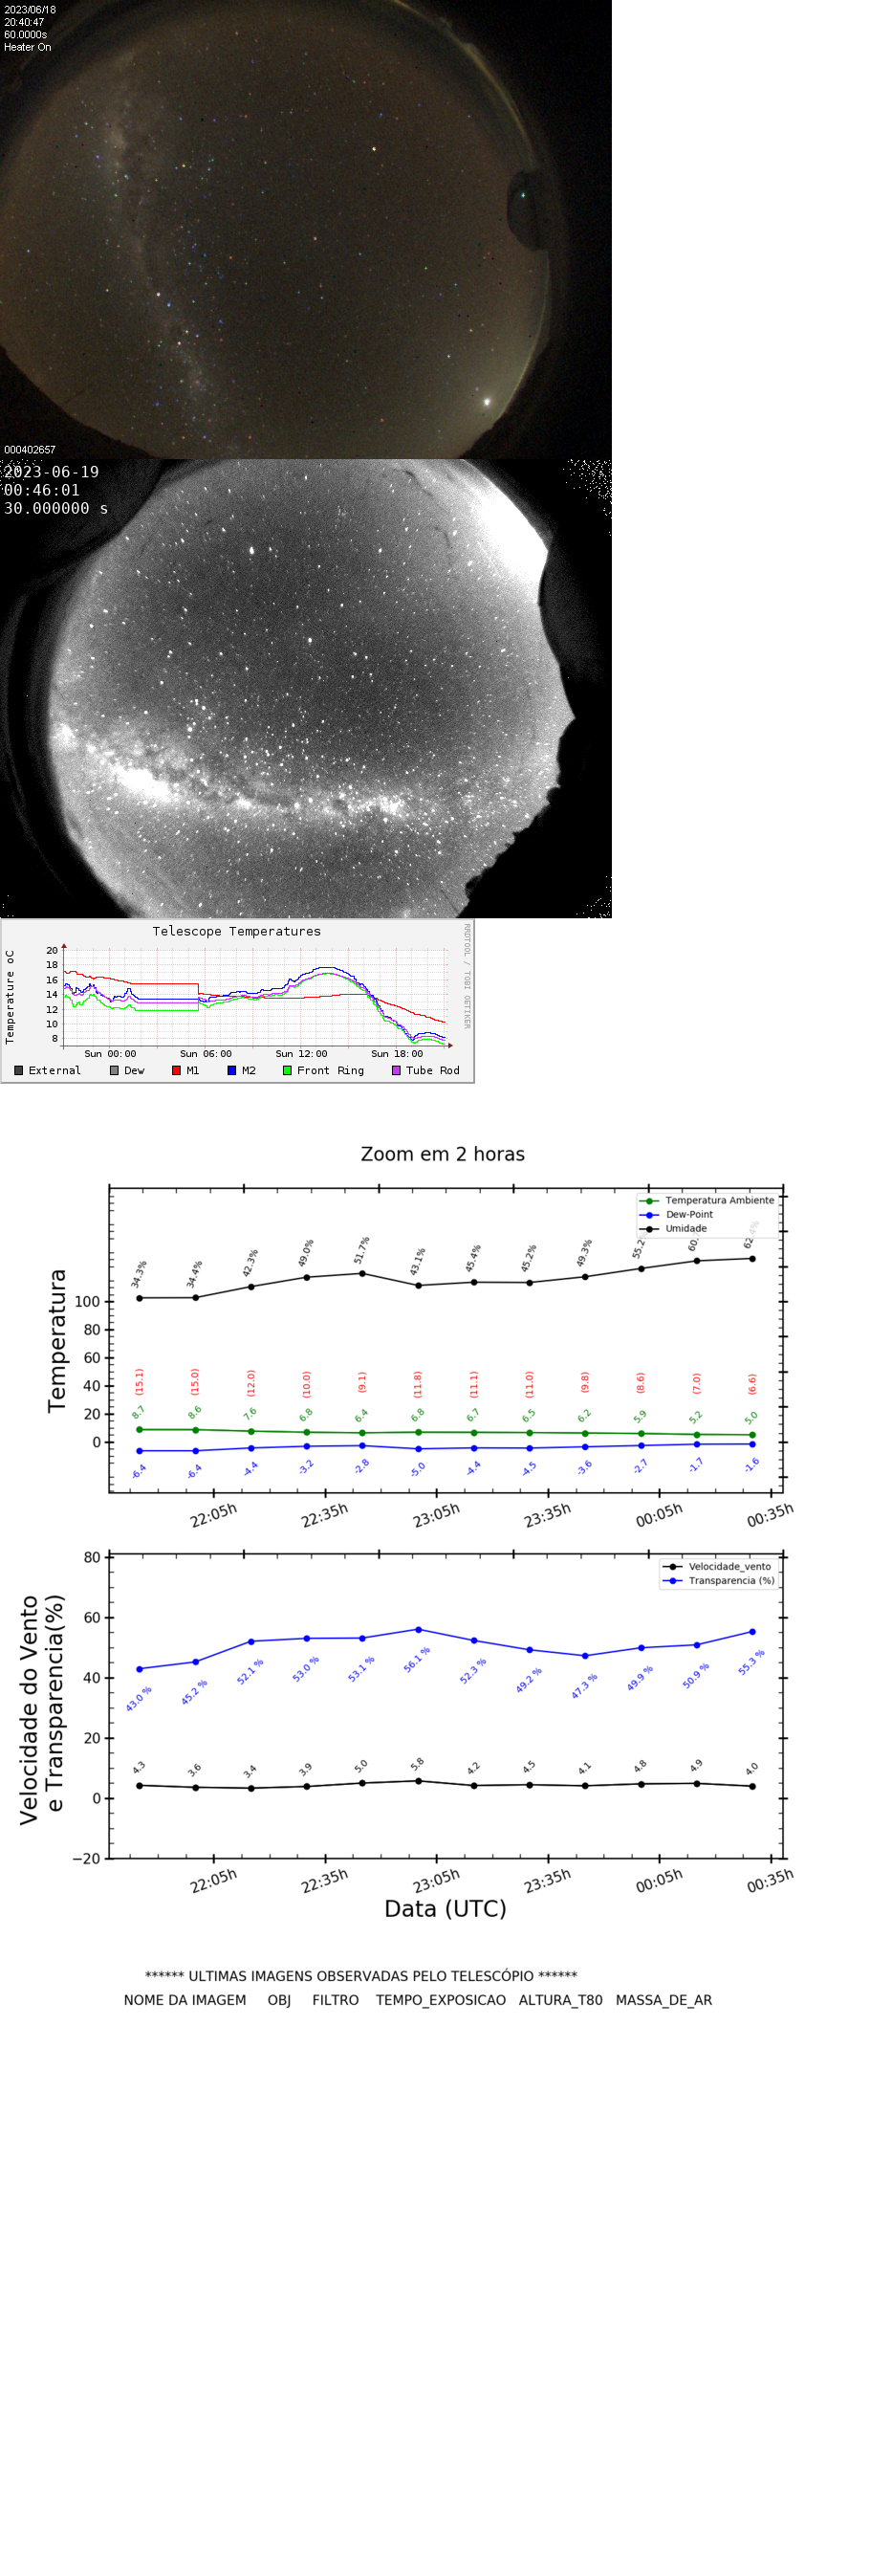 2023/06/18
20:40:47
60.0000s
Heater On
000402657
2023-06-19
00:46:01
30.000000 s
Telescope Temperatures
RRDTOOL / TOBI OETIKER
Temperature oC
20
18
16
14
12
10
8
Sun 00:00 Sun 06:00 Sun 12:00 Sun 18:00
External Dew M1 M2 Front Ring Tube Rod
Zoom em 2 horas
Temperatura Ambiente
Dew-Point
Umidade
34.3% 34.4% 42.3% 49.0% 51.7% 43.1% 45.4% 45.2% 49.3% 55.2
Temperatura
100
80
60
40
20
0
(15.1) (15.0) (12.0) (10.0) (9.1) (11.8) (11.1) (11.0) (9.8) (8.6) (7.0) (6.6)
8.7 8.6 7.6 6.8 6.4 6.8 6.7 6.5 6.2 5.9 5.2 5.0
-6.4 -6.4 -4.4 -3.2 -2.8 -5.0 -4.4 -4.5 -3.6 -2.7 -1.7 -1.6
22:05h 22:35h 23:05h 23:35h 00:05h 00:35h
Velocidade_vento
Transparencia (%)
Velocidade do Vento
e Transparencia(%)
80
60
40
20
0
−20
43.0 % 45.2 % 52.1 % 53.0 % 53.1 % 56.1 % 52.3 % 49.2 % 47.3 % 49.9 % 50.9 % 55.3 %
4.3 3.6 3.4 3.9 5.0 5.8 4.2 4.5 4.1 4.8 4.9 4.0
22:05h 22:35h 23:05h 23:35h 00:05h 00:35h
Data (UTC)
****** ULTIMAS IMAGENS OBSERVADAS PELO TELESCÓPIO ******
NOME DA IMAGEM OBJ FILTRO TEMPO_EXPOSICAO ALTURA_T80 MASSA_DE_AR